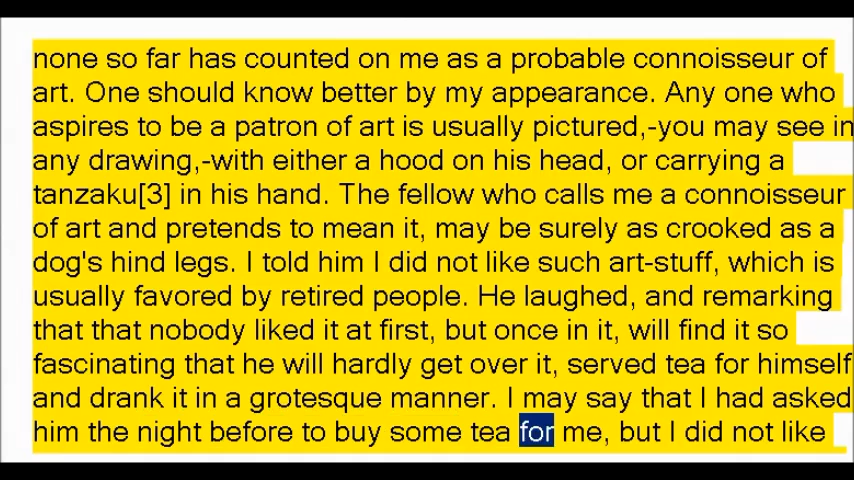 none so far has counted on me as a probable connoisseur of
art. One should know better by my appearance. Any one who
aspires to be a patron of art is usually pictured,-you may see in
any drawing,-with either a hood on his head, or carrying a
tanzaku[3] in his hand. The fellow who calls me a connoisseur
of art and pretends to mean it, may be surely as crooked as a
dog's hind legs. I told him I did not like such art-stuff, which is
usually favored by retired people. He laughed, and remarking
that that nobody liked it at first, but once in it, will find it so
fascinating that he will hardly get over it, served tea for himself
and drank it in a grotesque manner. I may say that I had asked
him the night before to buy some tea for me, but I did not like